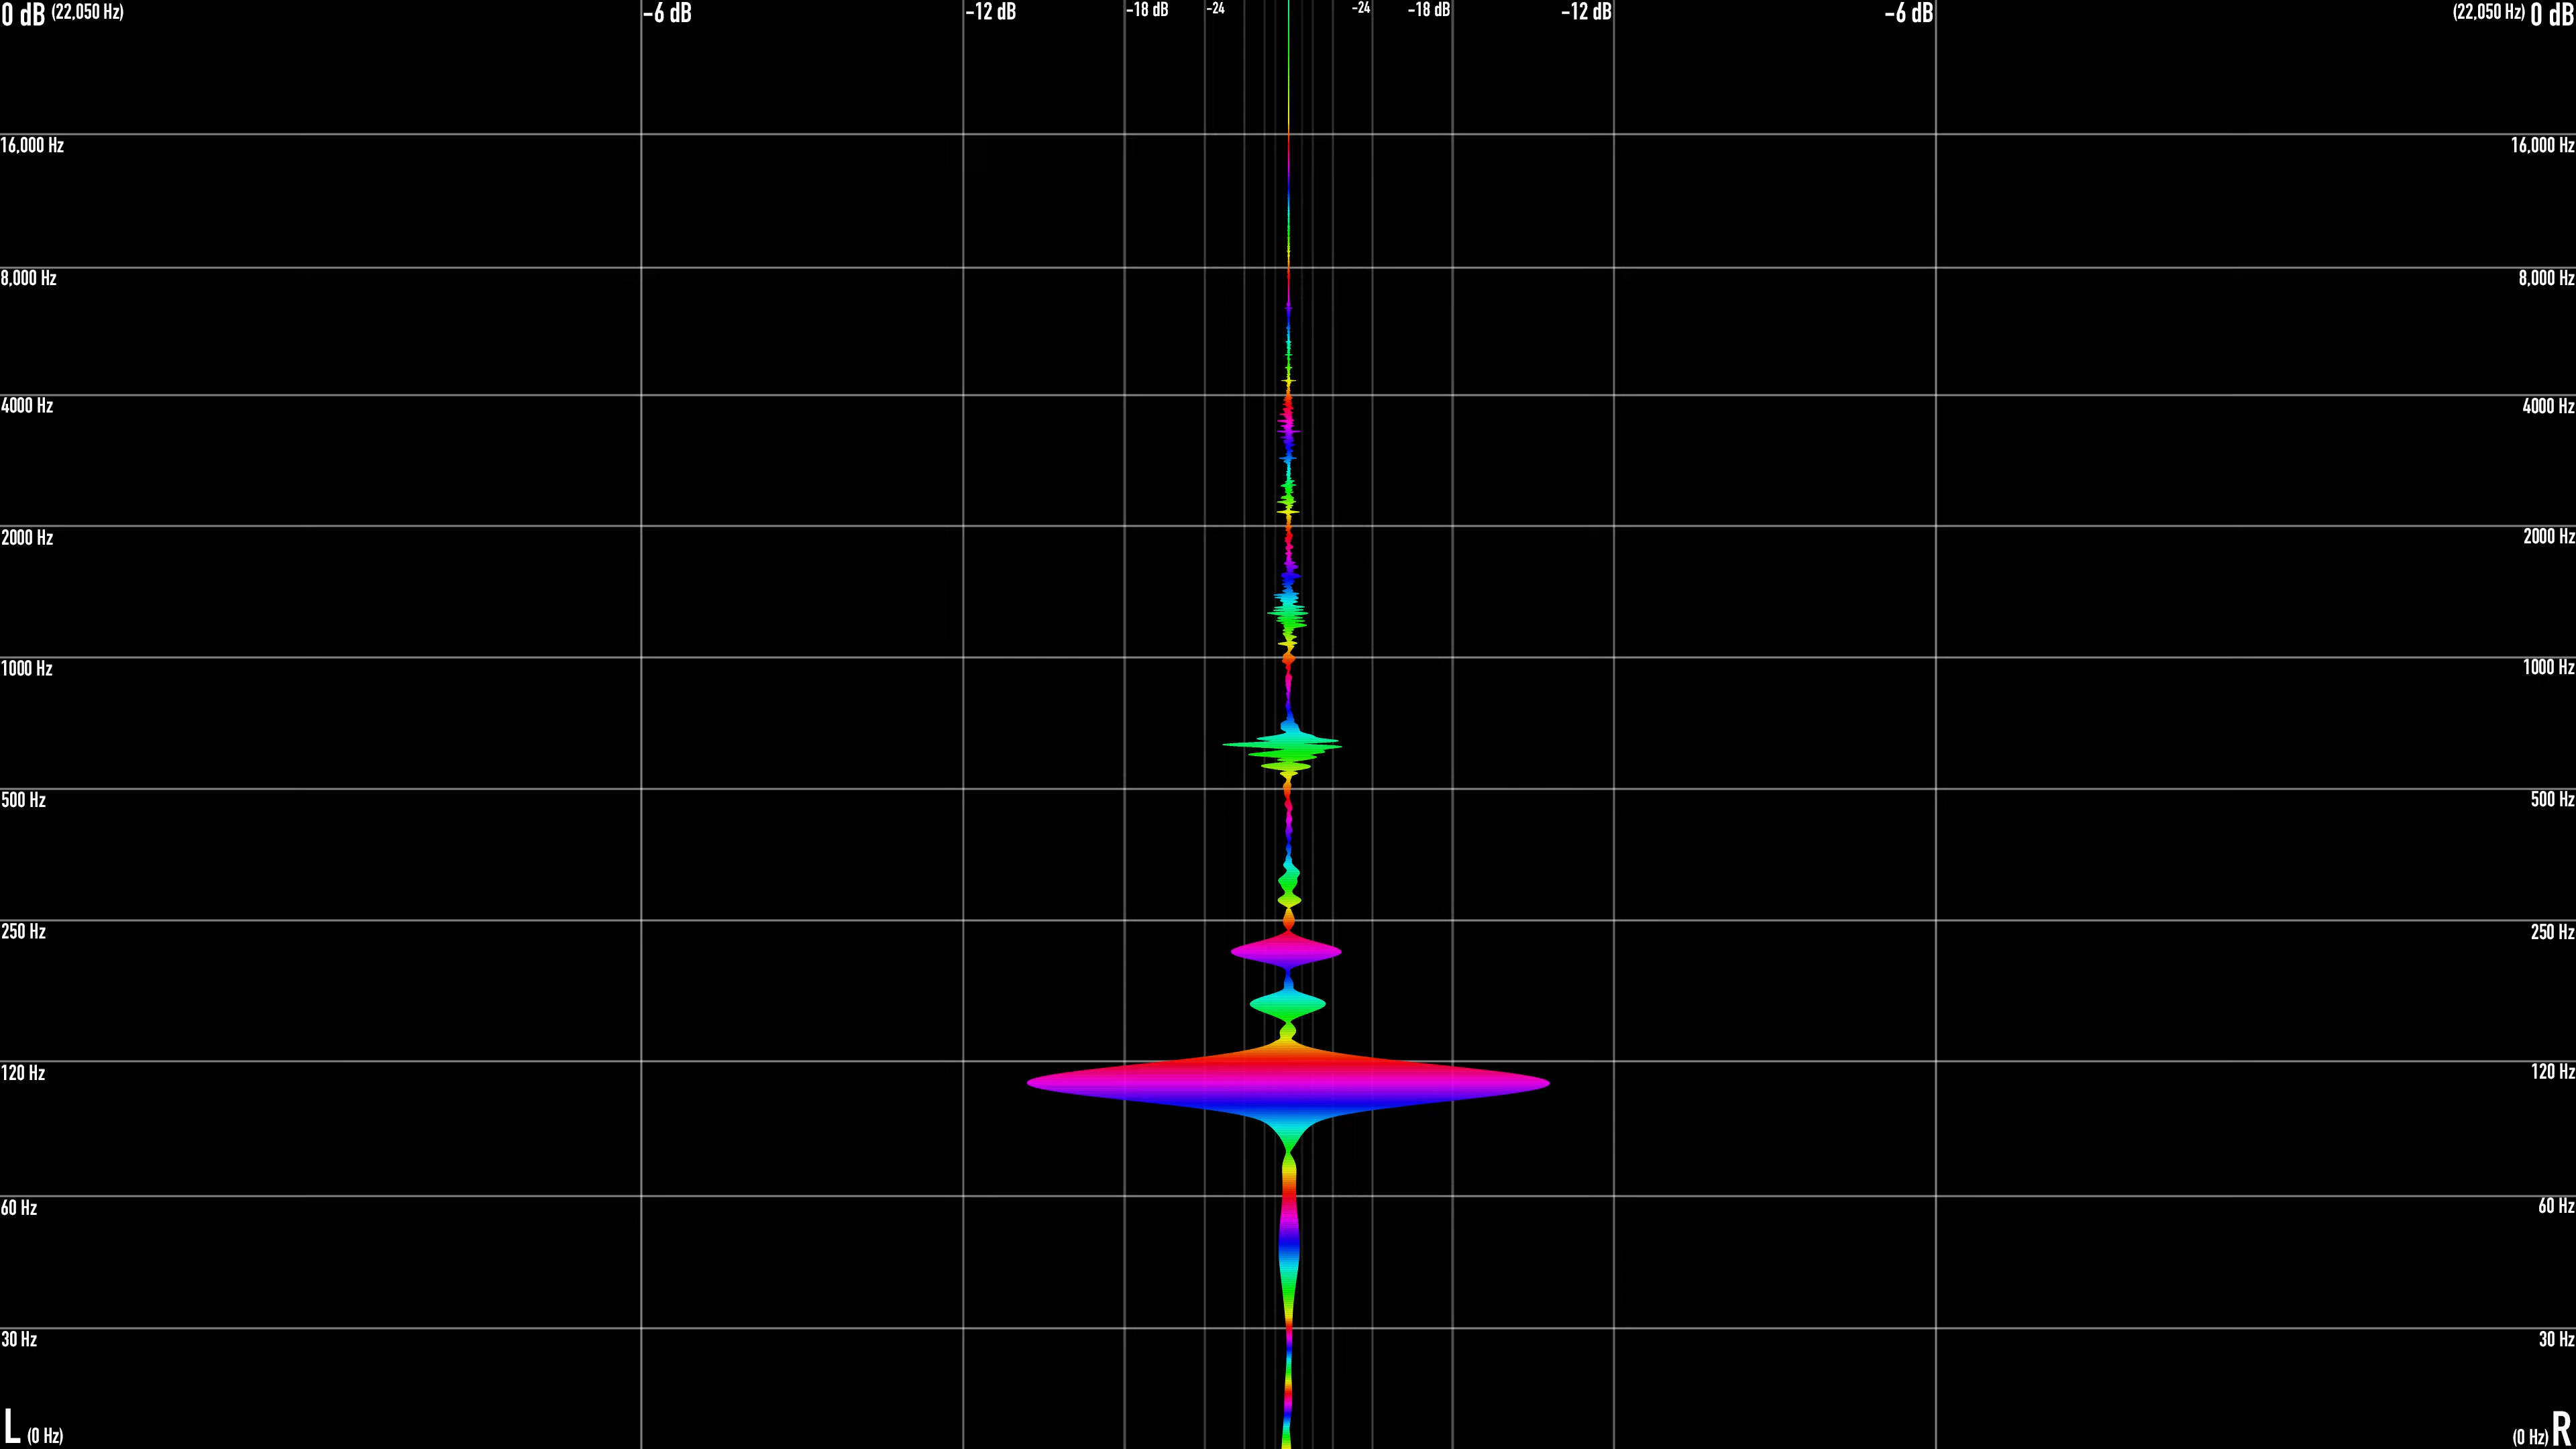 0 dB (22,050 Hz) −6 dB −12 dB −18 dB −24 −24 −18 dB −12 dB −6 dB (22,050 Hz) 0 dB
16,000 Hz 16,000 Hz
8,000 Hz 8,000 Hz
4000 Hz 4000 Hz
2000 Hz 2000 Hz
1000 Hz 1000 Hz
500 Hz 500 Hz
250 Hz 250 Hz
120 Hz 120 Hz
60 Hz 60 Hz
30 Hz 30 Hz
L (0 Hz) (0 Hz) R